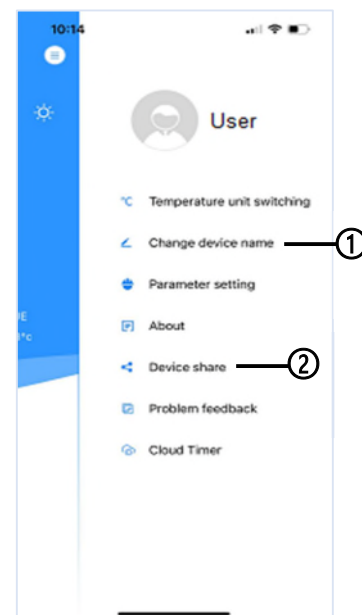 10:14
User
°C Temperature unit switching
Change device name ①
Parameter setting
About
Device share ②
Problem feedback
Cloud Timer